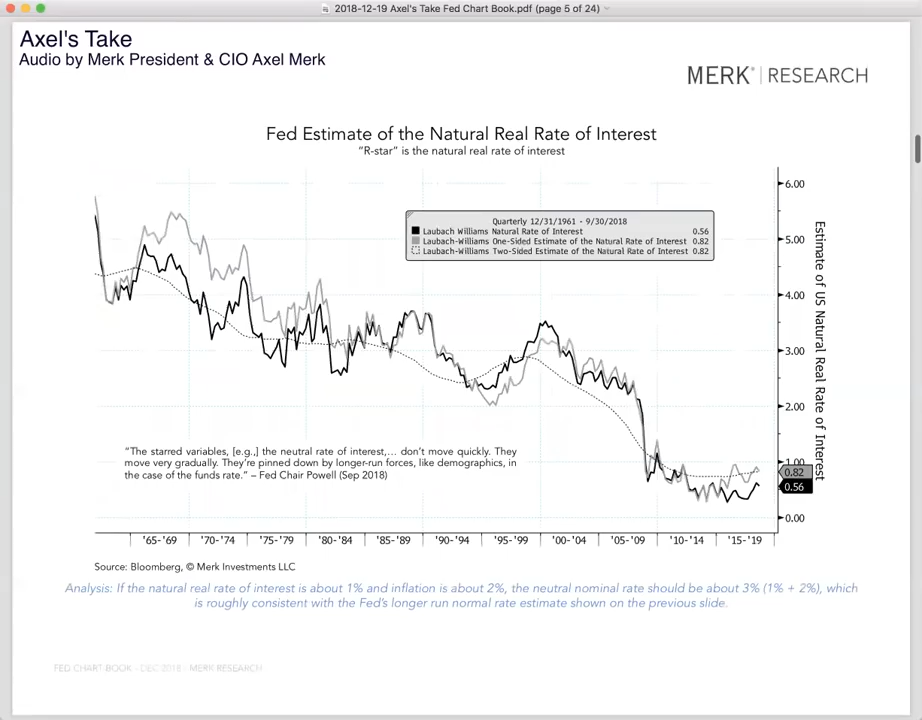 2018-12-19 Axel's Take Fed Chart Book.pdf (page 5 of 24)
Axel's Take
Audio by Merk President & CIO Axel Merk
MERK® | RESEARCH
Fed Estimate of the Natural Real Rate of Interest
“R-star” is the natural real rate of interest
Quarterly 12/31/1961 - 9/30/2018
Laubach Williams Natural Rate of Interest 0.56
Laubach-Williams One-Sided Estimate of the Natural Rate of Interest 0.82
Laubach-Williams Two-Sided Estimate of the Natural Rate of Interest 0.82
6.00
5.00
4.00
3.00
2.00
1.00
0.82
0.56
0.00
Estimate of US Natural Real Rate of Interest
“The starred variables, [e.g.,] the neutral rate of interest,... don’t move quickly. They
move very gradually. They’re pinned down by longer-run forces, like demographics, in
the case of the funds rate.” – Fed Chair Powell (Sep 2018)
'65-'69 '70-'74 '75-'79 '80-'84 '85-'89 '90-'94 '95-'99 '00-'04 '05-'09 '10-'14 '15-'19
Source: Bloomberg, © Merk Investments LLC
Analysis: If the natural real rate of interest is about 1% and inflation is about 2%, the neutral nominal rate should be about 3% (1% + 2%), which
is roughly consistent with the Fed’s longer run normal rate estimate shown on the previous slide.
FED CHART BOOK - DEC 2018 - MERK RESEARCH